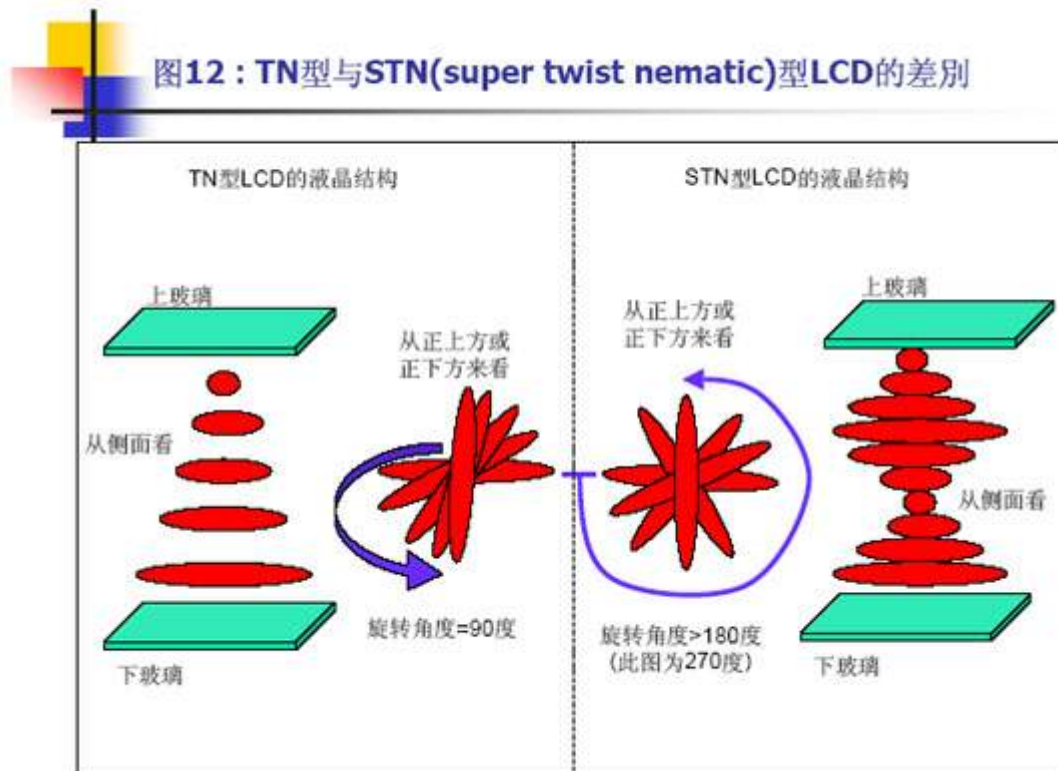 图12：TN型与STN(super twist nematic)型LCD的差别
TN型LCD的液晶结构
上玻璃
从正上方或
正下方来看
从侧面看
旋转角度=90度
下玻璃
STN型LCD的液晶结构
上玻璃
从正上方或
正下方来看
从侧面看
旋转角度>180度
(此图为270度)
下玻璃